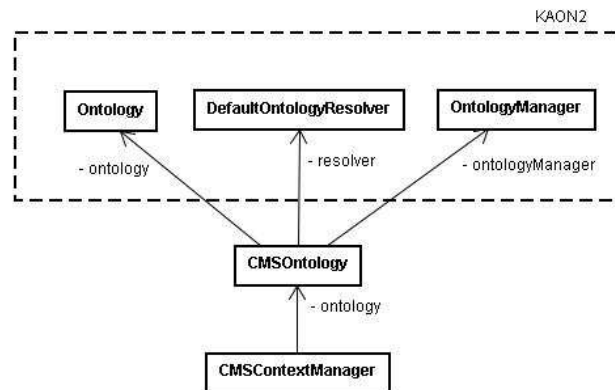 KAON2
Ontology
DefaultOntologyResolver
OntologyManager
- ontology
- resolver
- ontologyManager
CMSOntology
- ontology
CMSContextManager